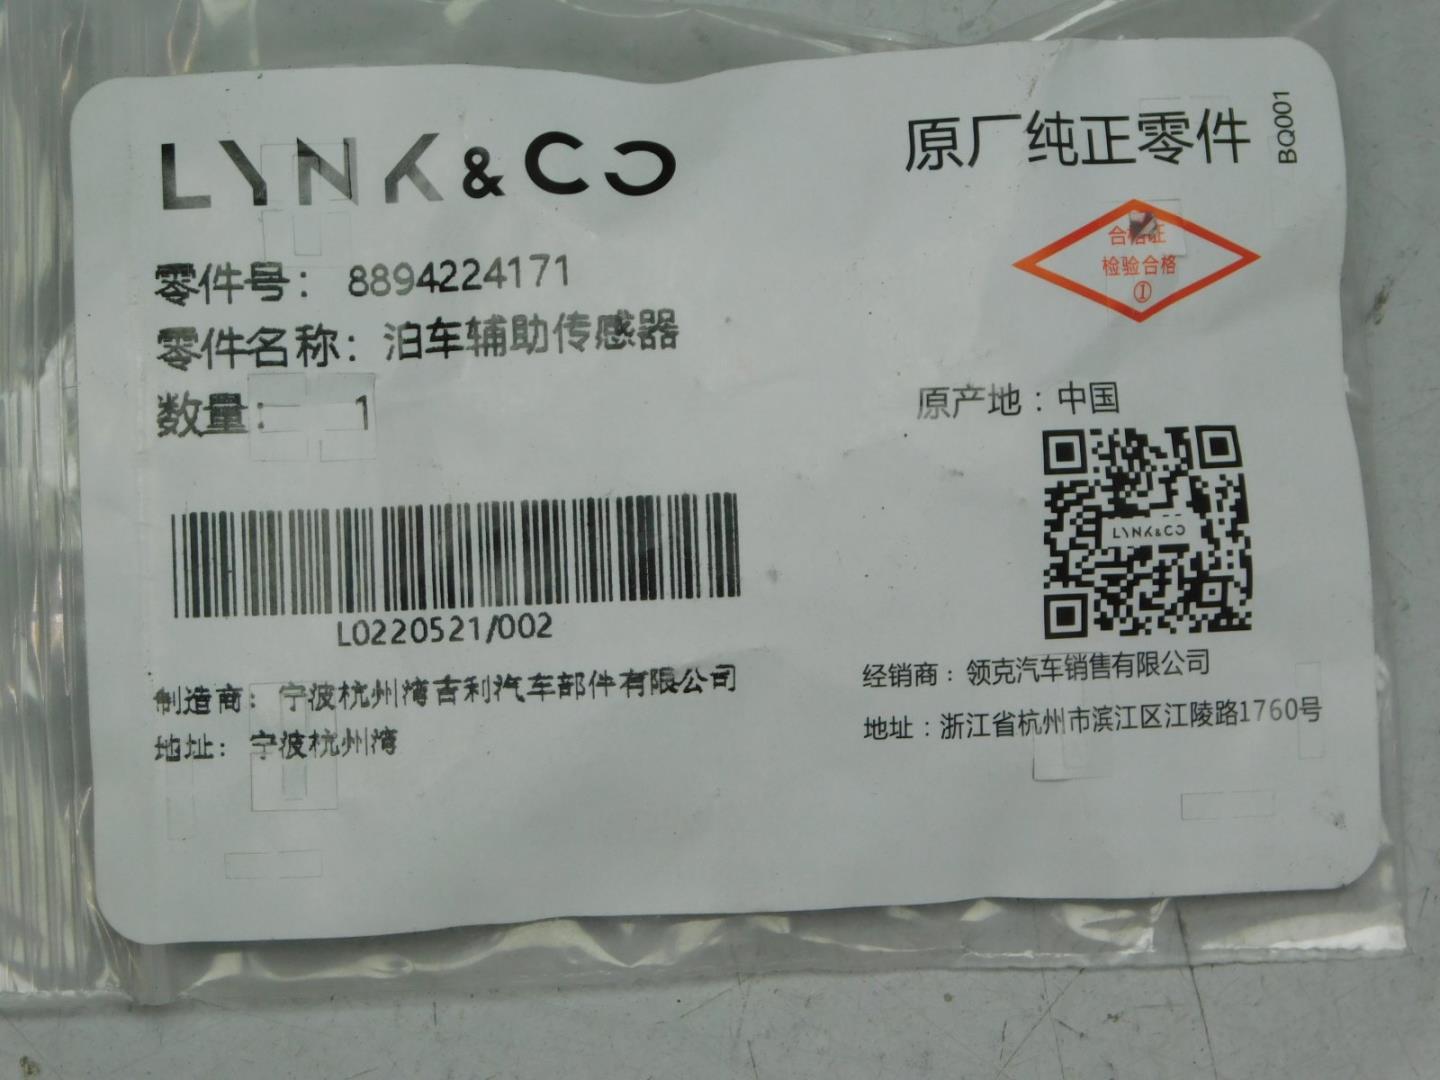 LYNK & CO
原厂纯正零件
BQ001
合格证
检验合格
①
零件号： 8894224171
零件名称：泊车辅助传感器
数量： 1
原产地：中国
LYNK&CO
L0220521/002
制造商： 宁波杭州湾吉利汽车部件有限公司
地址： 宁波杭州湾
经销商：领克汽车销售有限公司
地址：浙江省杭州市滨江区江陵路1760号